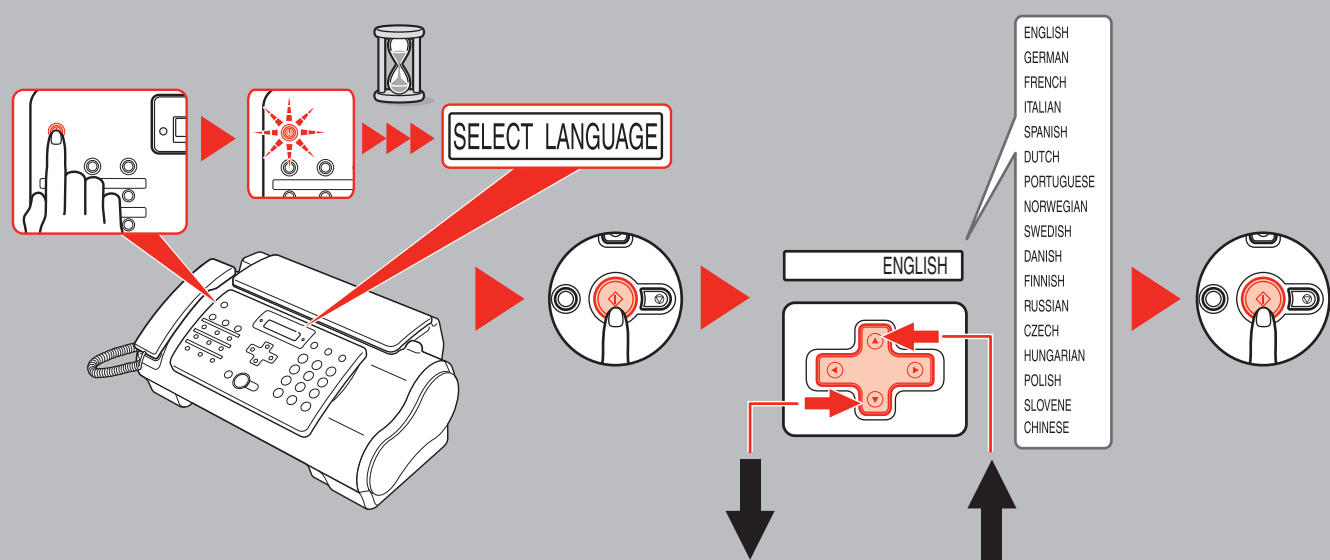 SELECT LANGUAGE
ENGLISH
ENGLISH
GERMAN
FRENCH
ITALIAN
SPANISH
DUTCH
PORTUGUESE
NORWEGIAN
SWEDISH
DANISH
FINNISH
RUSSIAN
CZECH
HUNGARIAN
POLISH
SLOVENE
CHINESE